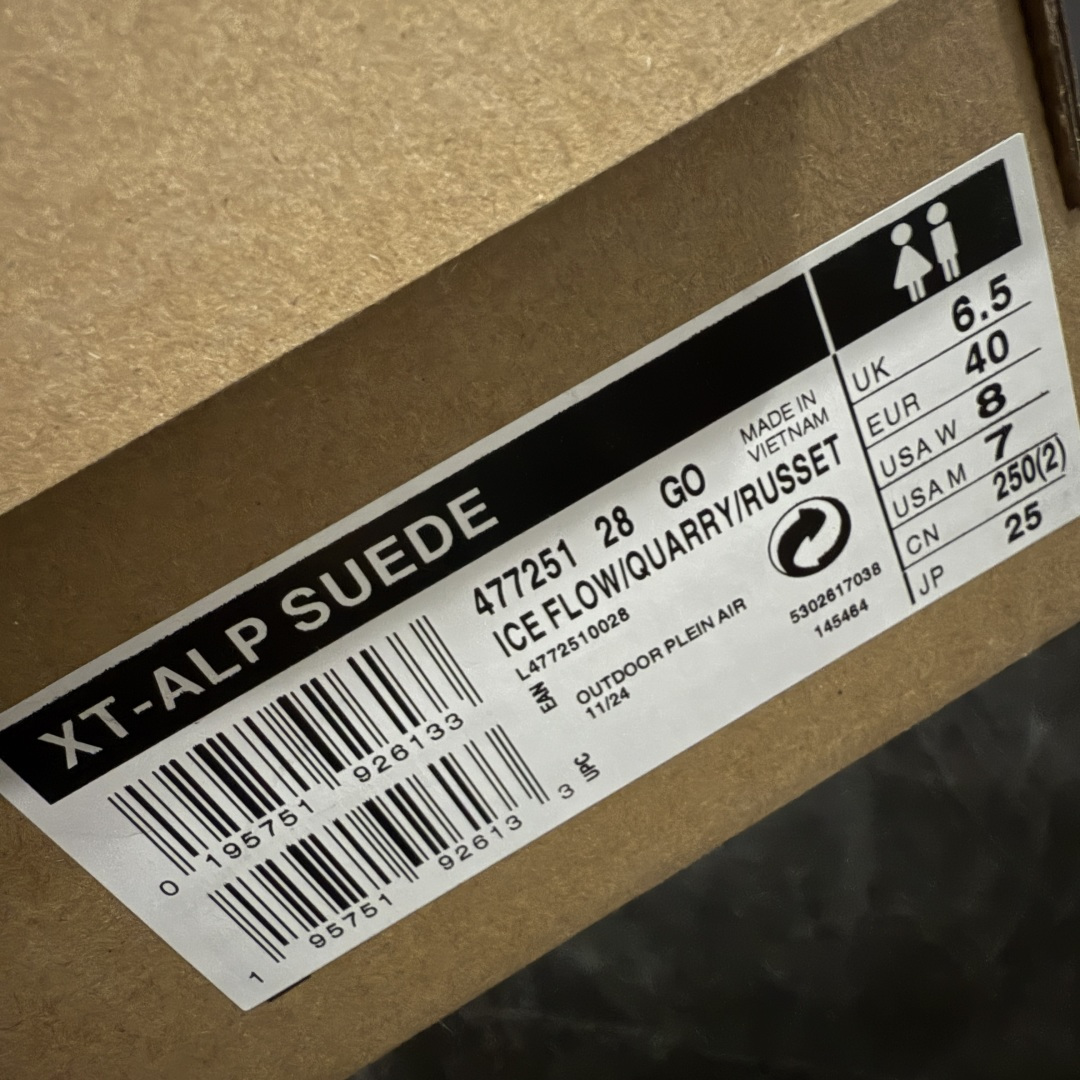 XT-ALP SUEDE
477251 28 GO
MADE IN
VIETNAM
ICE FLOW/QUARRY/RUSSET
L4772510028
EAN
OUTDOOR PLEIN AIR
11/24
5302817038
145464
0 195751 926133
1 95751 92613 3
UPC
UK 6.5
EUR 40
USA W 8
USA M 7
CN 250(2)
JP 25